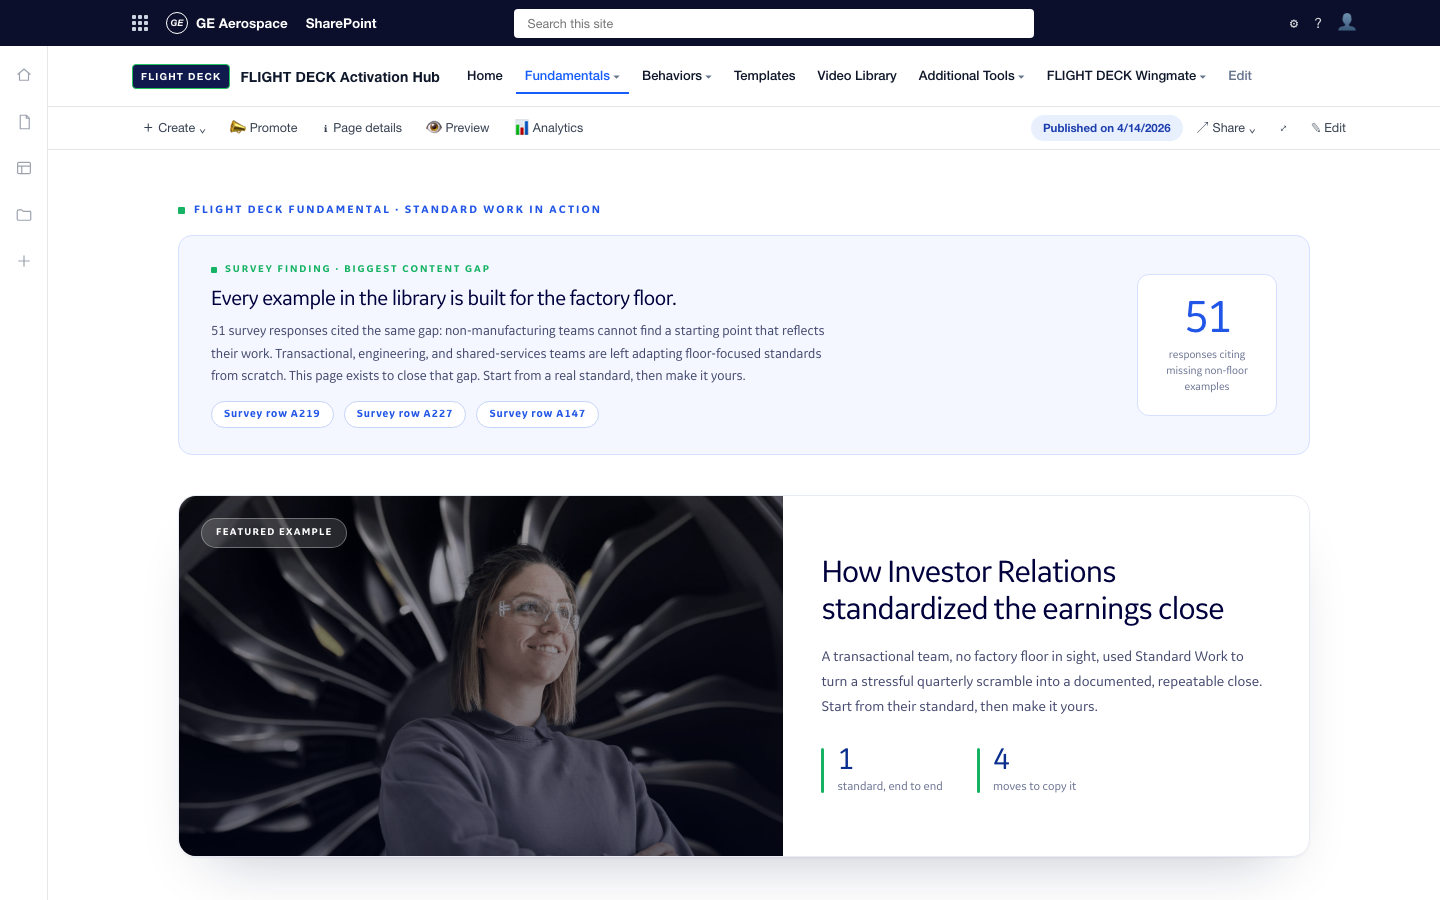 GE
GE Aerospace
SharePoint
Search this site
?
FLIGHT DECK
FLIGHT DECK Activation Hub
Home
Fundamentals
Behaviors
Templates
Video Library
Additional Tools
FLIGHT DECK Wingmate
Edit
+ Create
Promote
i Page details
Preview
Analytics
Published on 4/14/2026
Share
Edit
FLIGHT DECK FUNDAMENTAL · STANDARD WORK IN ACTION
SURVEY FINDING · BIGGEST CONTENT GAP
Every example in the library is built for the factory floor.
51 survey responses cited the same gap: non-manufacturing teams cannot find a starting point that reflects
their work. Transactional, engineering, and shared-services teams are left adapting floor-focused standards
from scratch. This page exists to close that gap. Start from a real standard, then make it yours.
Survey row A219
Survey row A227
Survey row A147
51
responses citing
missing non-floor
examples
FEATURED EXAMPLE
How Investor Relations
standardized the earnings close
A transactional team, no factory floor in sight, used Standard Work to
turn a stressful quarterly scramble into a documented, repeatable close.
Start from their standard, then make it yours.
1
standard, end to end
4
moves to copy it